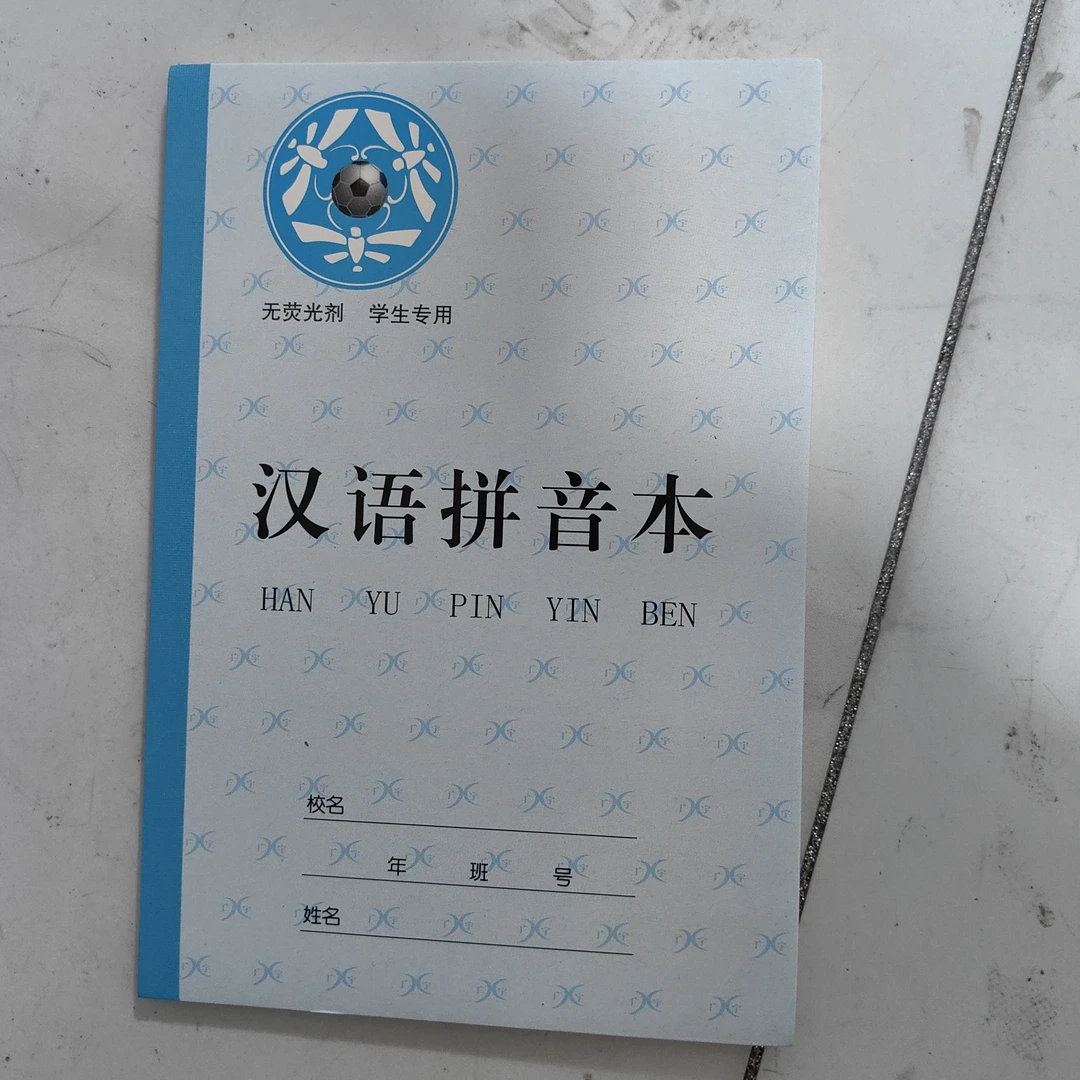 无荧光剂 学生专用
汉语拼音本
HAN YU PIN YIN BEN
校名
年 班 号
姓名